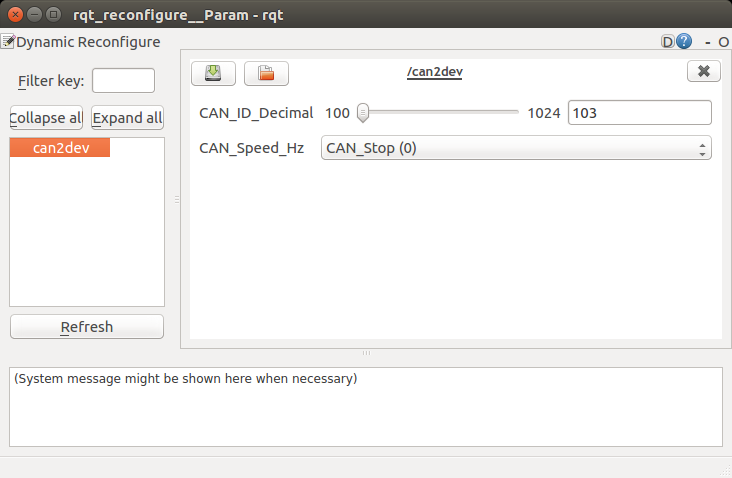 rqt_reconfigure__Param - rqt
Dynamic Reconfigure
D ? - O
Filter key:
Collapse all Expand all
can2dev
Refresh
/can2dev
CAN_ID_Decimal 100 1024 103
CAN_Speed_Hz CAN_Stop (0)
(System message might be shown here when necessary)